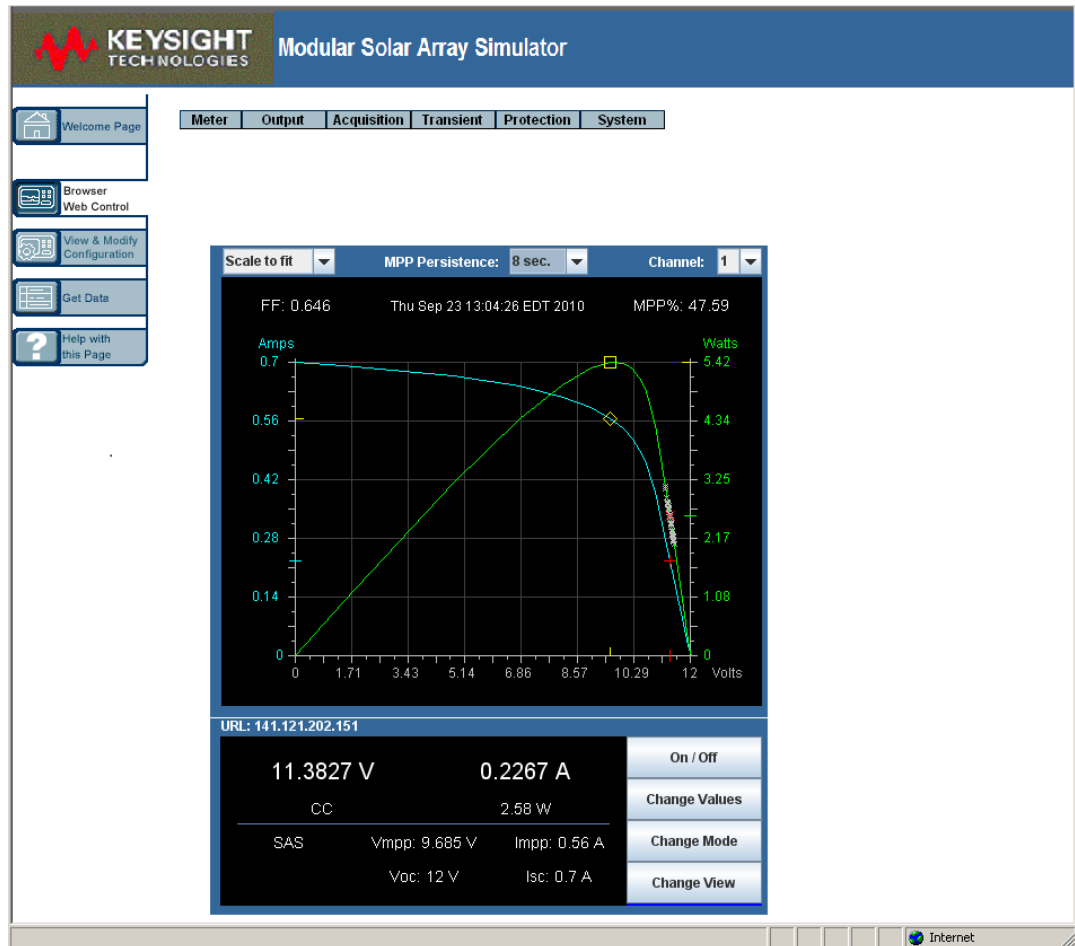 KEYSIGHT
TECHNOLOGIES
Modular Solar Array Simulator
Welcome Page
Meter Output Acquisition Transient Protection System
Browser
Web Control
View & Modify
Configuration
Get Data
Help with
this Page
Scale to fit MPP Persistence: 8 sec. Channel: 1
FF: 0.646 Thu Sep 23 13:04:26 EDT 2010 MPP%: 47.59
Amps Watts
0.7 5.42
0.56 4.34
0.42 3.25
0.28 2.17
0.14 1.08
0 0
0 1.71 3.43 5.14 6.86 8.57 10.29 12 Volts
URL: 141.121.202.151
11.3827 V 0.2267 A
CC 2.58 W
SAS Vmpp: 9.685 V Impp: 0.56 A
Voc: 12 V Isc: 0.7 A
On / Off
Change Values
Change Mode
Change View
Internet